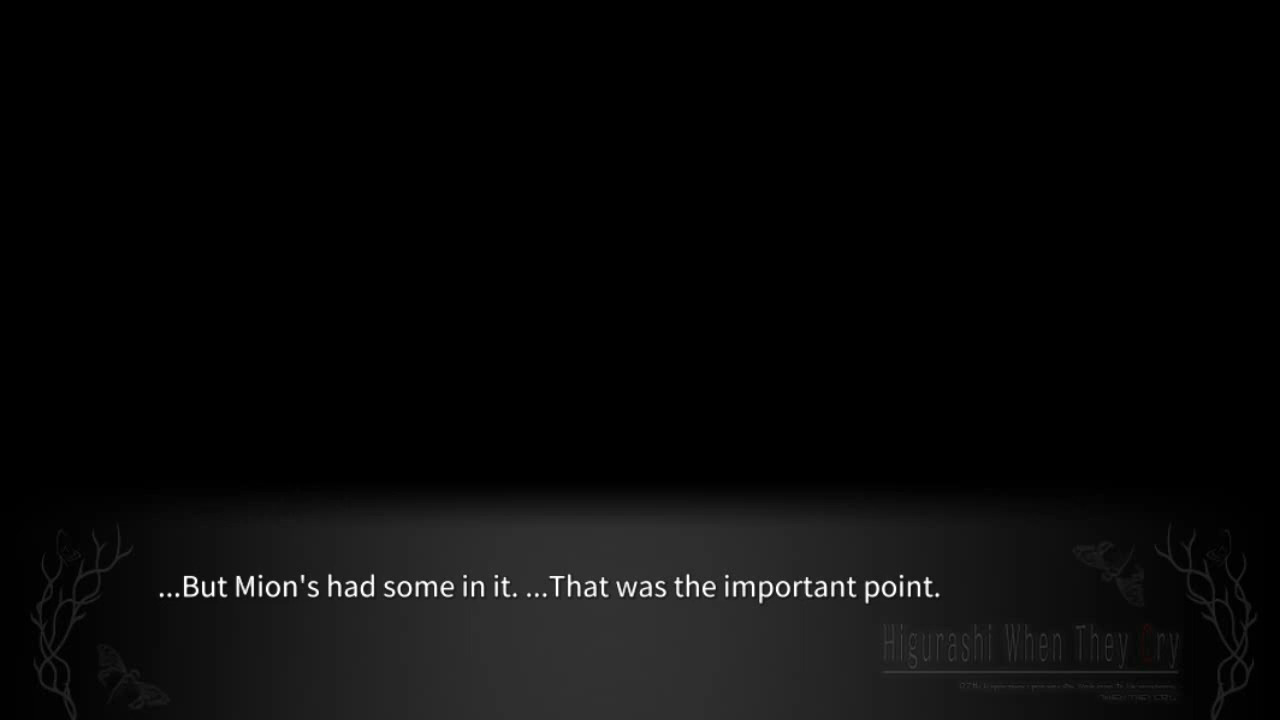 ...But Mion's had some in it. ...That was the important point.
Higurashi When They Cry